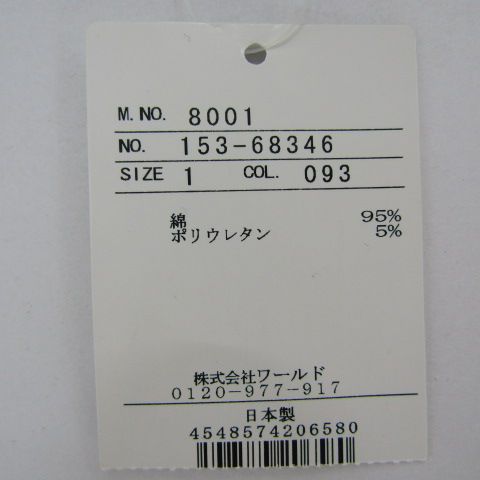 M.NO. 8001
NO. 153-68346
SIZE 1 COL. 093
綿 95%
ポリウレタン 5%
株式会社ワールド
0120-977-917
日本製
4548574206580